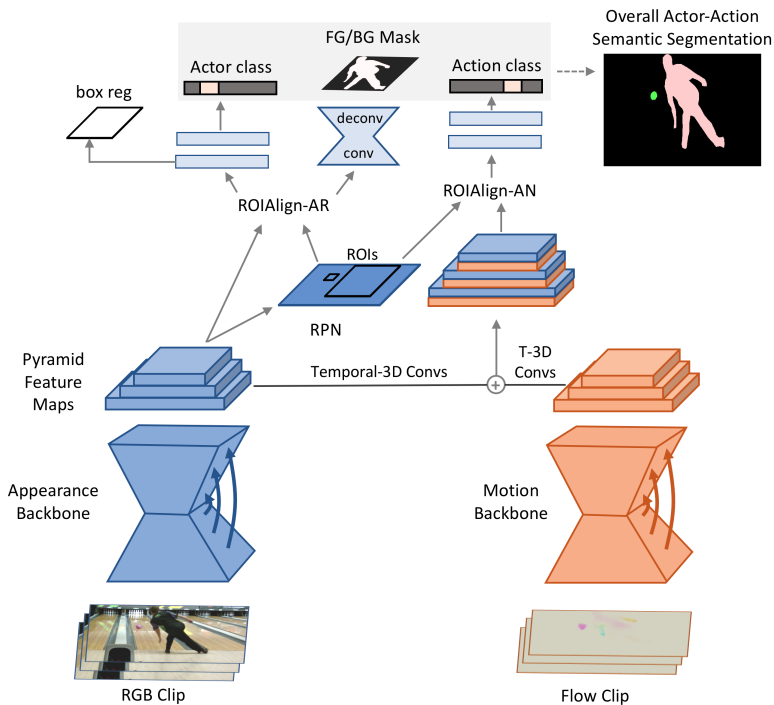 Overall Actor-Action
Semantic Segmentation
FG/BG Mask
Actor class
Action class
box reg
deconv
conv
ROIAlign-AR
ROIAlign-AN
ROIs
RPN
Pyramid
Feature
Maps
Temporal-3D Convs
T-3D
Convs
Appearance
Backbone
Motion
Backbone
RGB Clip
Flow Clip